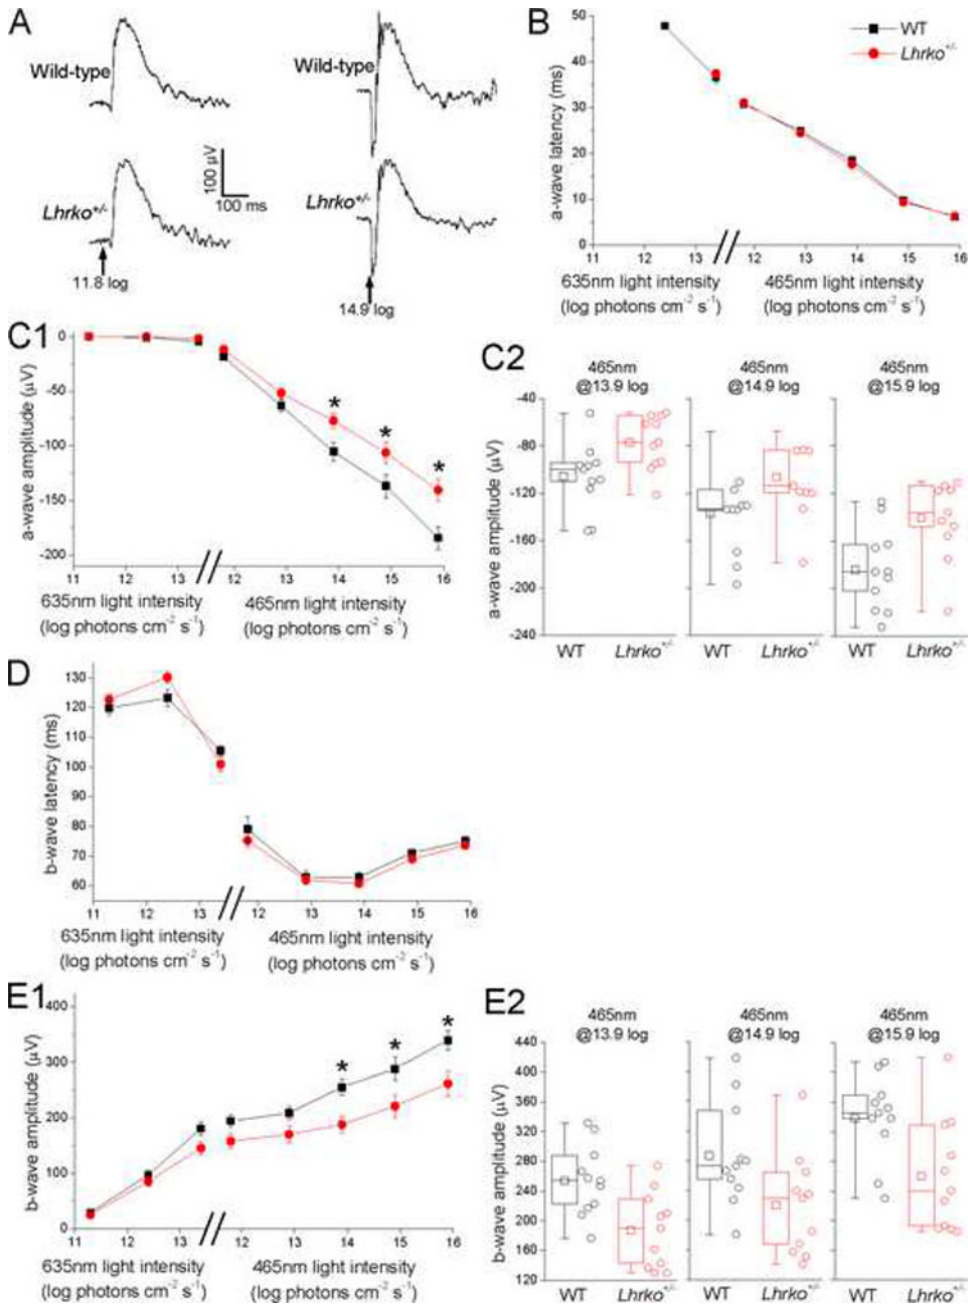 A
Wild-type
Lhrko+/-
100 µV
100 ms
11.8 log
Wild-type
Lhrko+/-
14.9 log
B
WT
Lhrko+/-
a-wave latency (ms)
50
40
30
20
10
0
11 12 13 12 13 14 15 16
635nm light intensity 465nm light intensity
(log photons cm-2 s-1) (log photons cm-2 s-1)
C1
a-wave amplitude (µV)
0
-50
-100
-150
-200
* * *
11 12 13 12 13 14 15 16
635nm light intensity 465nm light intensity
(log photons cm-2 s-1) (log photons cm-2 s-1)
C2
465nm 465nm 465nm
@13.9 log @14.9 log @15.9 log
a-wave amplitude (µV)
-40
-80
-120
-160
-200
-240
WT Lhrko+/- WT Lhrko+/- WT Lhrko+/-
D
b-wave latency (ms)
130
120
110
100
90
80
70
60
11 12 13 12 13 14 15 16
635nm light intensity 465nm light intensity
(log photons cm-2 s-1) (log photons cm-2 s-1)
E1
b-wave amplitude (µV)
400
300
200
100
0
* * *
11 12 13 12 13 14 15 16
635nm light intensity 465nm light intensity
(log photons cm-2 s-1) (log photons cm-2 s-1)
E2
465nm 465nm 465nm
@13.9 log @14.9 log @15.9 log
b-wave amplitude (µV)
440
400
360
320
280
240
200
160
120
WT Lhrko+/- WT Lhrko+/- WT Lhrko+/-